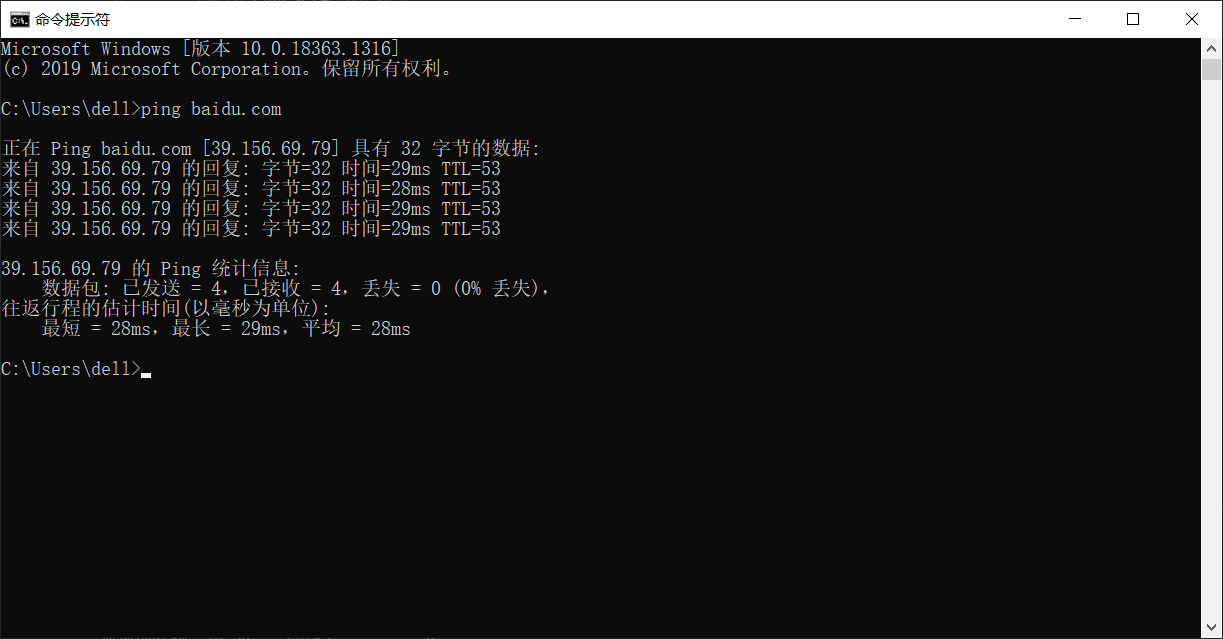 命令提示符
Microsoft Windows [版本 10.0.18363.1316]
(c) 2019 Microsoft Corporation。保留所有权利。
C:\Users\dell>ping baidu.com
正在 Ping baidu.com [39.156.69.79] 具有 32 字节的数据:
来自 39.156.69.79 的回复: 字节=32 时间=29ms TTL=53
来自 39.156.69.79 的回复: 字节=32 时间=28ms TTL=53
来自 39.156.69.79 的回复: 字节=32 时间=29ms TTL=53
来自 39.156.69.79 的回复: 字节=32 时间=29ms TTL=53
39.156.69.79 的 Ping 统计信息:
    数据包: 已发送 = 4，已接收 = 4，丢失 = 0 (0% 丢失)，
往返行程的估计时间(以毫秒为单位):
    最短 = 28ms，最长 = 29ms，平均 = 28ms
C:\Users\dell>